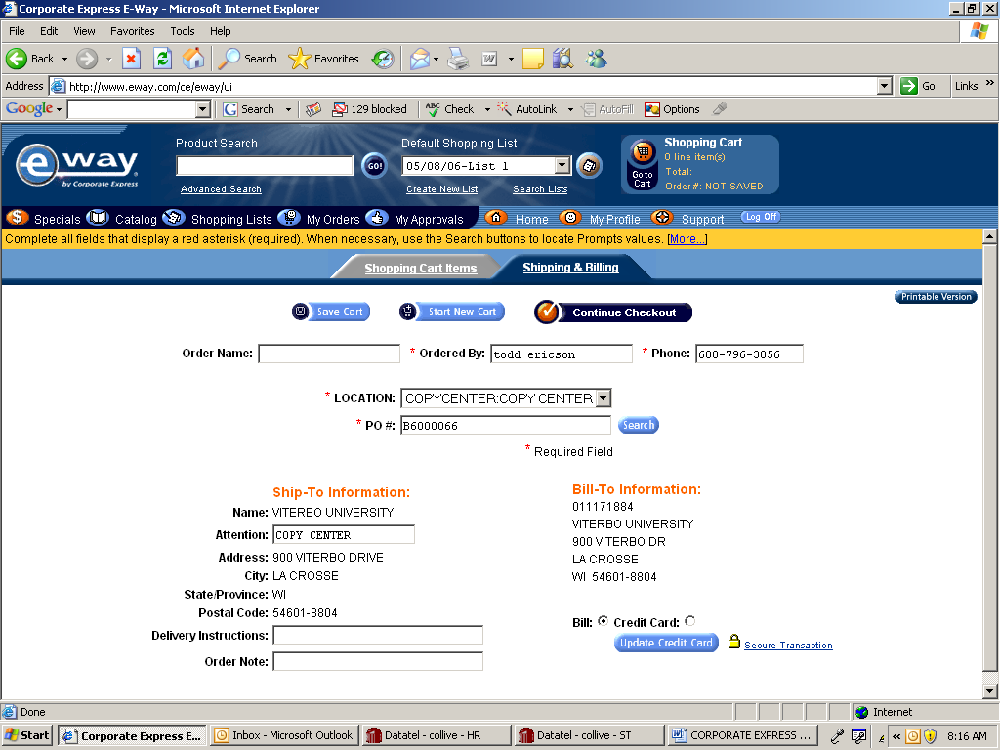 Corporate Express E-Way - Microsoft Internet Explorer
File Edit View Favorites Tools Help
Back Search Favorites
Address http://www.eway.com/ce/eway/ui Go Links »
Google Search 129 blocked Check AutoLink AutoFill Options
e way.
by Corporate Express
Product Search
GO!
Advanced Search
Default Shopping List
05/08/06-List 1
Create New List Search Lists
Go to Cart
Shopping Cart
0 line item(s)
Total:
Order#: NOT SAVED
Specials Catalog Shopping Lists My Orders My Approvals Home My Profile Support Log Off
Complete all fields that display a red asterisk (required). When necessary, use the Search buttons to locate Prompts values. [More...]
Shopping Cart Items Shipping & Billing
Printable Version
Save Cart Start New Cart Continue Checkout
Order Name: * Ordered By: todd ericson * Phone: 608-796-3856
* LOCATION: COPYCENTER:COPY CENTER
* PO #: B6000066 Search
* Required Field
Ship-To Information:
Name: VITERBO UNIVERSITY
Attention: COPY CENTER
Address: 900 VITERBO DRIVE
City: LA CROSSE
State/Province: WI
Postal Code: 54601-8804
Delivery Instructions:
Order Note:
Bill-To Information:
011171884
VITERBO UNIVERSITY
900 VITERBO DR
LA CROSSE
WI 54601-8804
Bill: Credit Card:
Update Credit Card Secure Transaction
Done Internet
Start Corporate Express E... Inbox - Microsoft Outlook Datatel - collive - HR Datatel - collive - ST CORPORATE EXPRESS ... « 8:16 AM